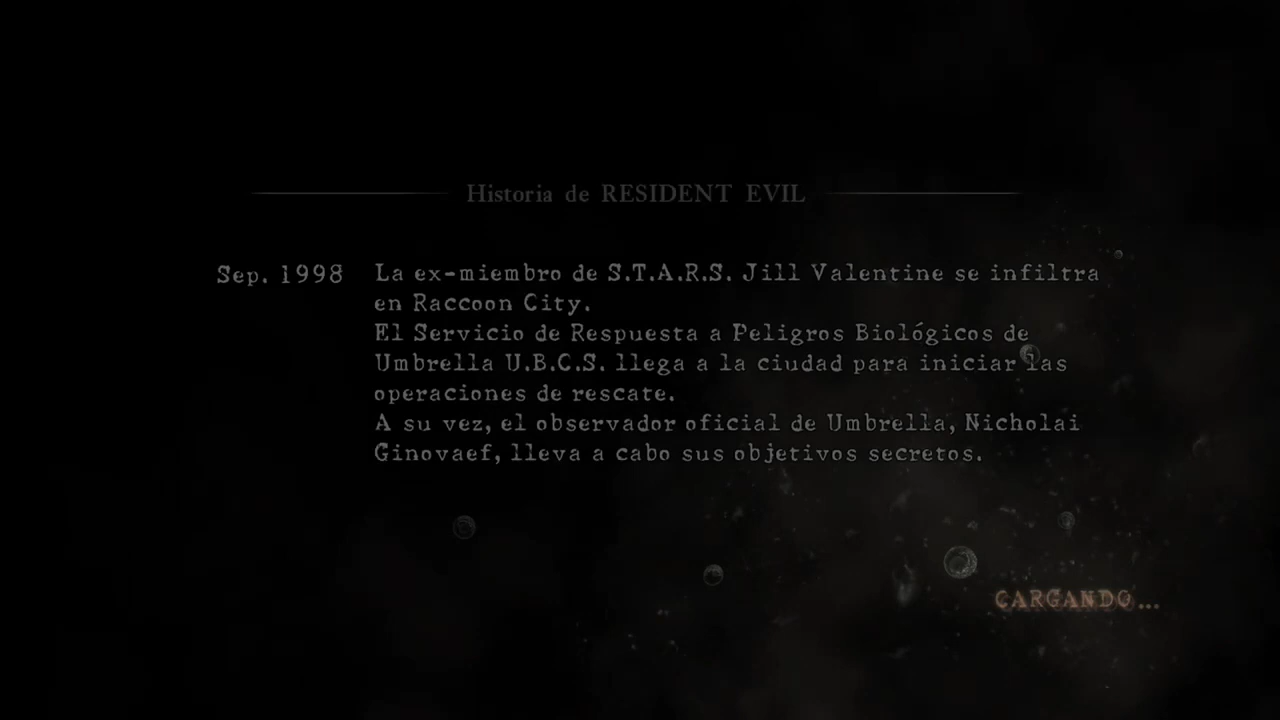 Historia de RESIDENT EVIL
Sep. 1998 La ex-miembro de S.T.A.R.S. Jill Valentine se infiltra
en Raccoon City.
El Servicio de Respuesta a Peligros Biológicos de
Umbrella U.B.C.S. llega a la ciudad para iniciar las
operaciones de rescate.
A su vez, el observador oficial de Umbrella, Nicholai
Ginovaef, lleva a cabo sus objetivos secretos.
CARGANDO...